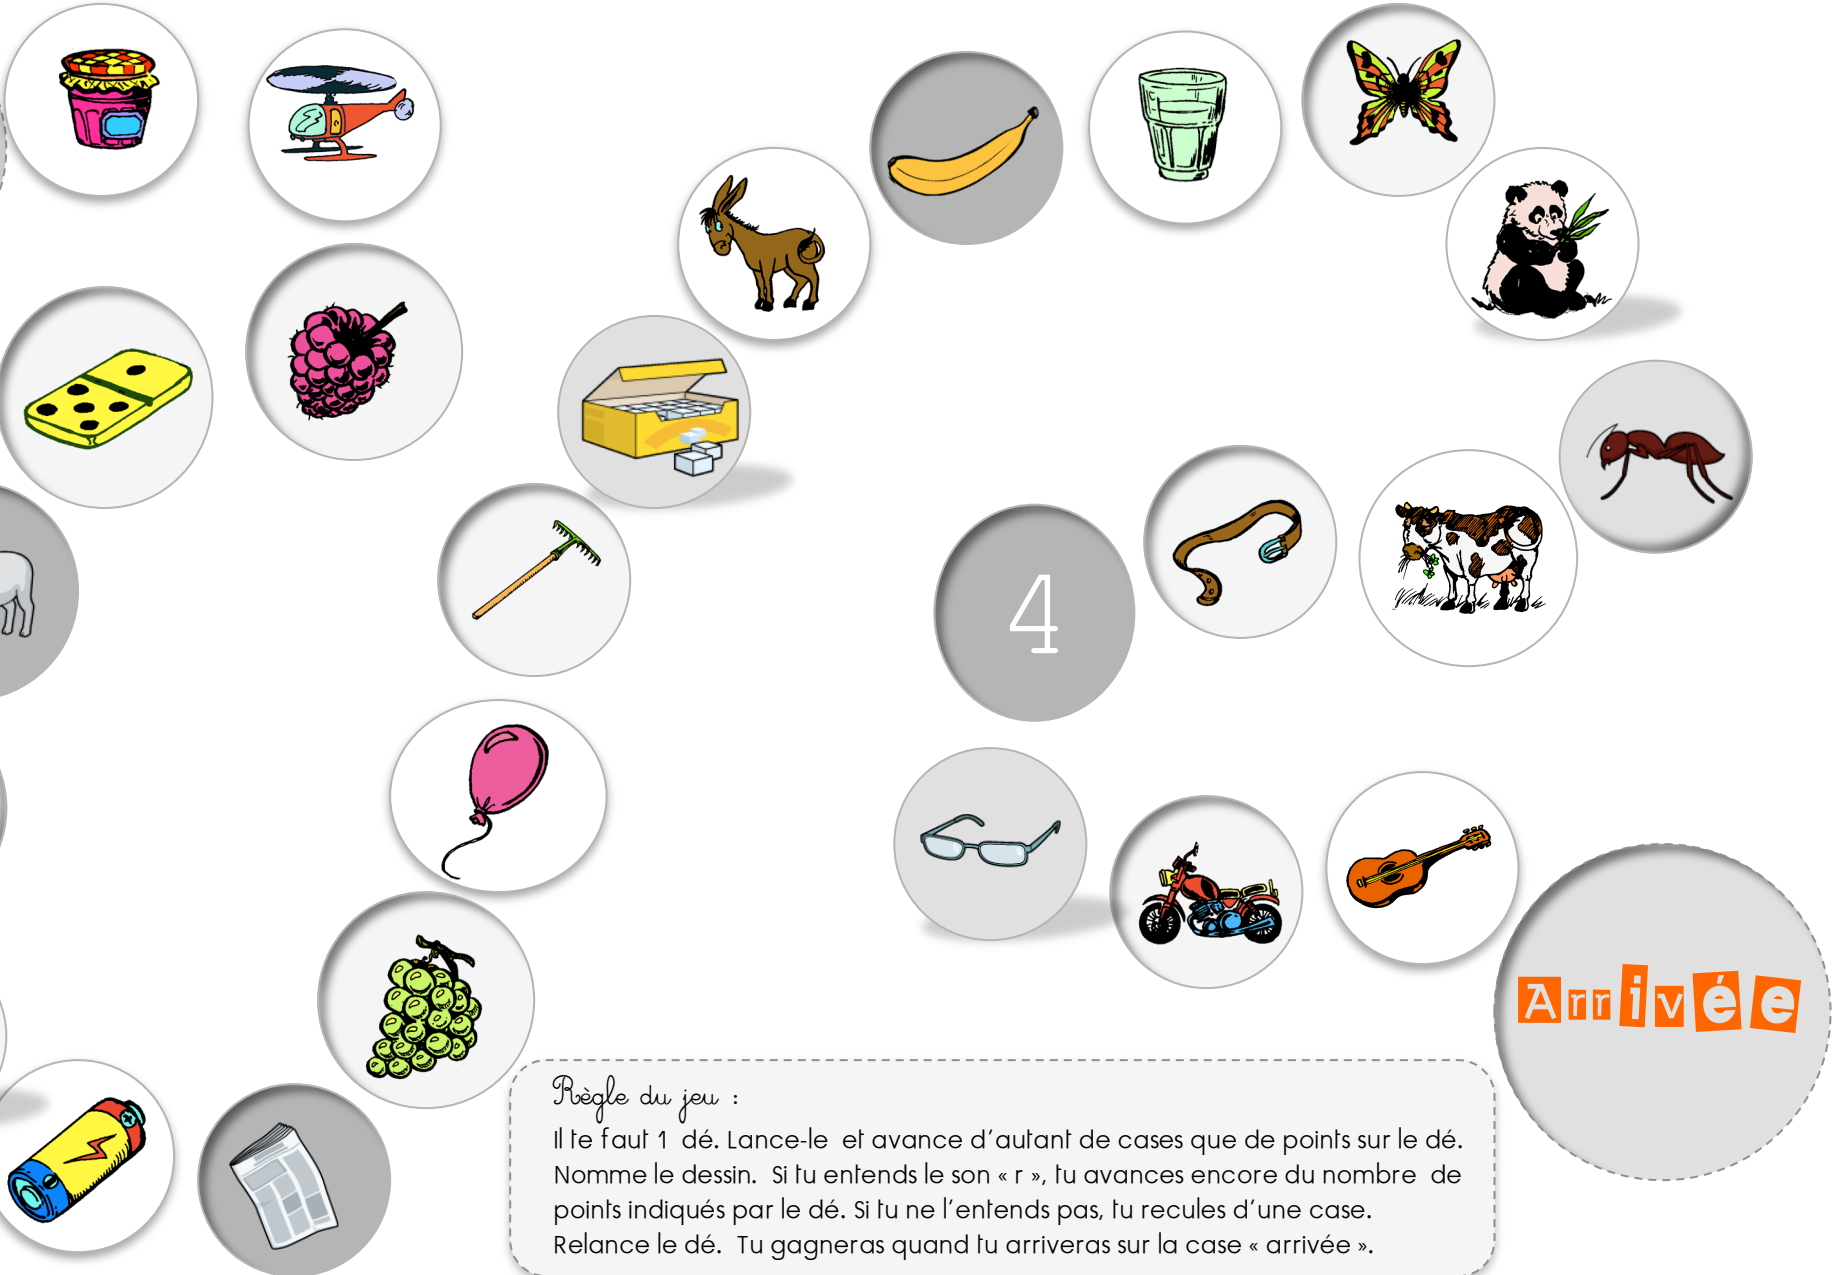 4
Arrivée
Règle du jeu :
Il te faut 1 dé. Lance-le et avance d’autant de cases que de points sur le dé.
Nomme le dessin. Si tu entends le son « r », tu avances encore du nombre de
points indiqués par le dé. Si tu ne l’entends pas, tu recules d’une case.
Relance le dé. Tu gagneras quand tu arriveras sur la case « arrivée ».